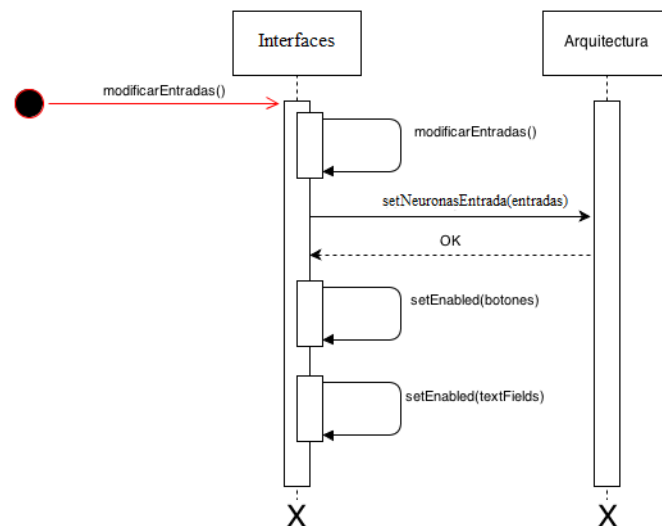 Interfaces
Arquitectura
modificarEntradas()
modificarEntradas()
setNeuronasEntrada(entradas)
OK
setEnabled(botones)
setEnabled(textFields)
X
X